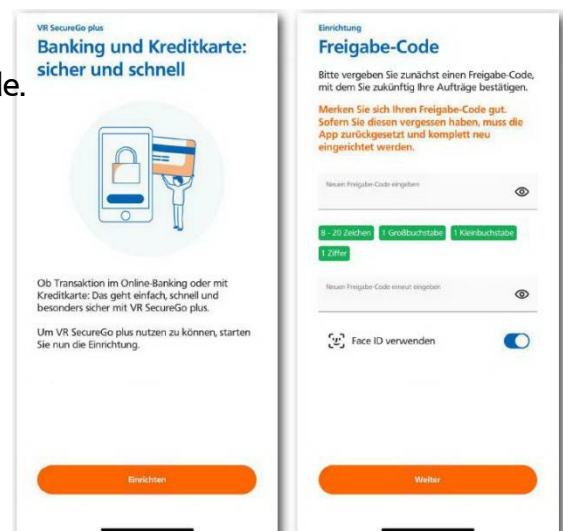 le.
VR SecureGo plus
Banking und Kreditkarte:
sicher und schnell
Ob Transaktion im Online-Banking oder mit
Kreditkarte: Das geht einfach, schnell und
besonders sicher mit VR SecureGo plus.
Um VR SecureGo plus nutzen zu können, starten
Sie nun die Einrichtung.
Einrichten
Einrichtung
Freigabe-Code
Bitte vergeben Sie zunächst einen Freigabe-Code,
mit dem Sie zukünftig Ihre Aufträge bestätigen.
Merken Sie sich Ihren Freigabe-Code gut.
Sofern Sie diesen vergessen haben, muss die
App zurückgesetzt und komplett neu
eingerichtet werden.
Neuen Freigabe-Code eingeben
8 - 20 Zeichen 1 Großbuchstabe 1 Kleinbuchstabe
1 Ziffer
Neuen Freigabe-Code erneut eingeben
Face ID verwenden
Weiter